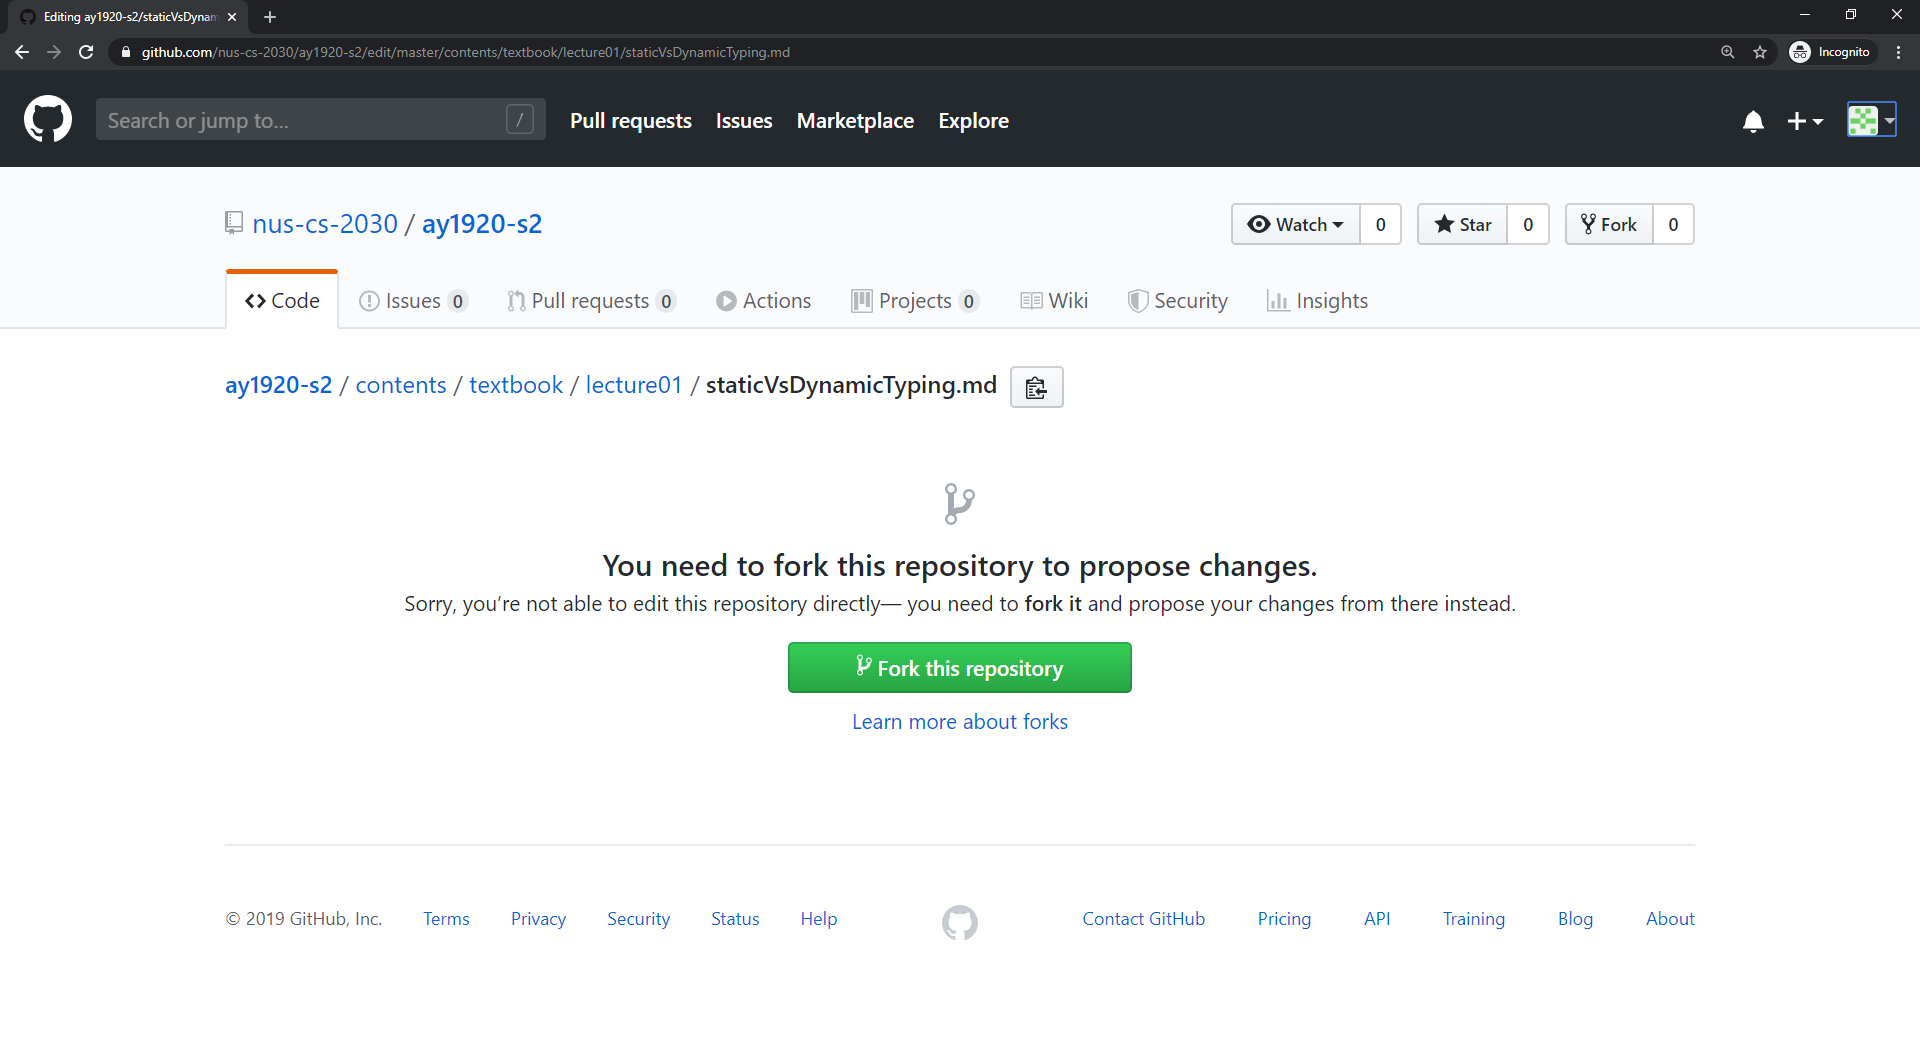 Editing ay1920-s2/staticVsDynam
github.com/nus-cs-2030/ay1920-s2/edit/master/contents/textbook/lecture01/staticVsDynamicTyping.md
Incognito
Search or jump to...
/
Pull requests
Issues
Marketplace
Explore
nus-cs-2030 / ay1920-s2
Watch 0
Star 0
Fork 0
Code
Issues 0
Pull requests 0
Actions
Projects 0
Wiki
Security
Insights
ay1920-s2 / contents / textbook / lecture01 / staticVsDynamicTyping.md
You need to fork this repository to propose changes.
Sorry, you’re not able to edit this repository directly— you need to fork it and propose your changes from there instead.
Fork this repository
Learn more about forks
© 2019 GitHub, Inc.
Terms
Privacy
Security
Status
Help
Contact GitHub
Pricing
API
Training
Blog
About